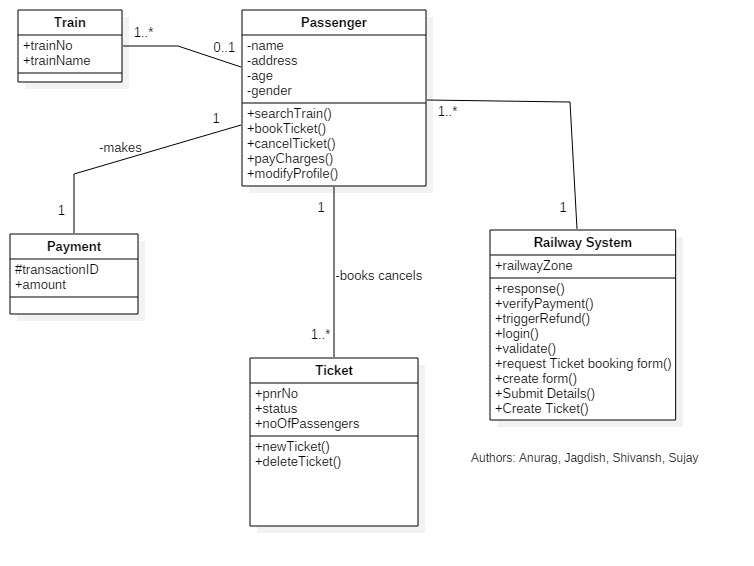 Train
+trainNo
+trainName
1..*
0..1
Passenger
-name
-address
-age
-gender
+searchTrain()
+bookTicket()
+cancelTicket()
+payCharges()
+modifyProfile()
1
-makes
1
Payment
#transactionID
+amount
1
-books cancels
1..*
Ticket
+pnrNo
+status
+noOfPassengers
+newTicket()
+deleteTicket()
1..*
1
Railway System
+railwayZone
+response()
+verifyPayment()
+triggerRefund()
+login()
+validate()
+request Ticket booking form()
+create form()
+Submit Details()
+Create Ticket()
Authors: Anurag, Jagdish, Shivansh, Sujay